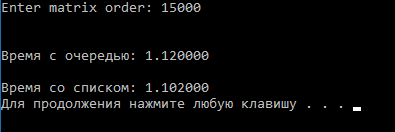 Enter matrix order: 15000
Время с очередью: 1.120000
Время со списком: 1.102000
Для продолжения нажмите любую клавишу . . .